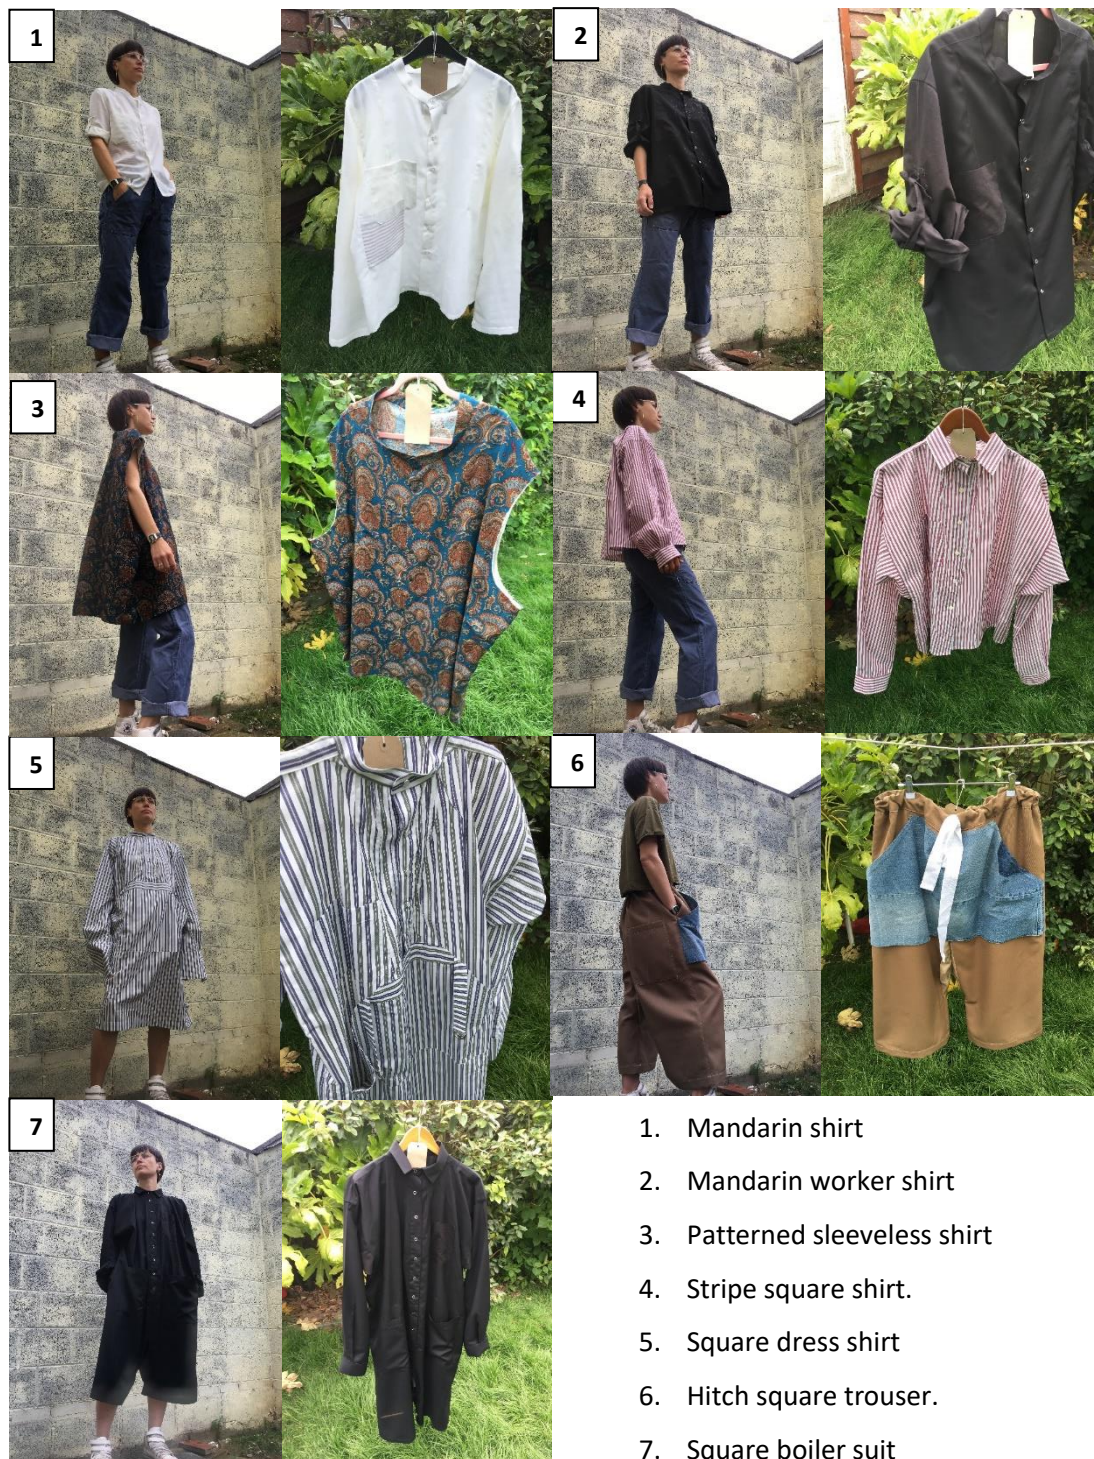 1
2
3
4
5
6
7
1. Mandarin shirt
2. Mandarin worker shirt
3. Patterned sleeveless shirt
4. Stripe square shirt.
5. Square dress shirt
6. Hitch square trouser.
7. Square boiler suit